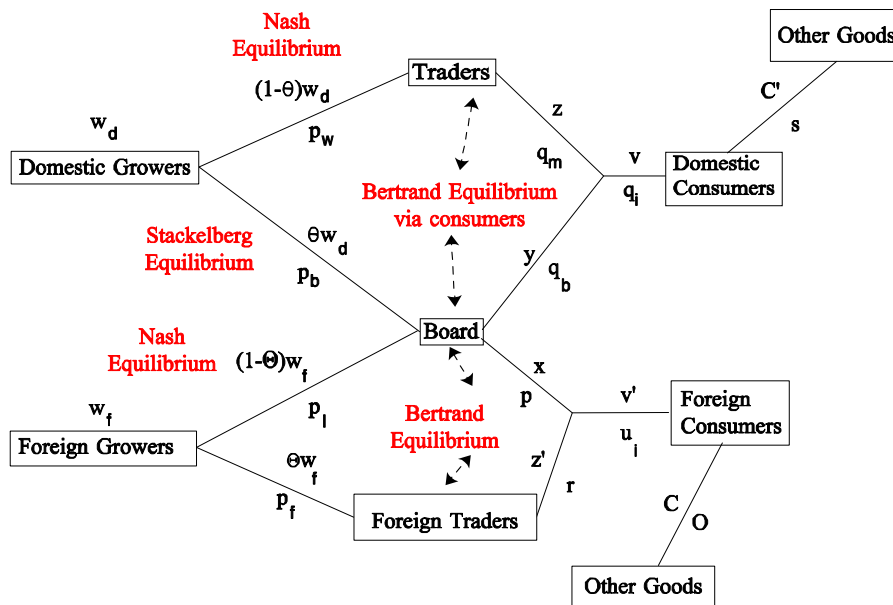 Nash
Equilibrium
Other Goods
Traders
(1-θ)w_d
C'
z
s
w_d
p_w
q_m
v
Domestic Growers
Domestic
Consumers
Bertrand Equilibrium
via consumers
q_i
Stackelberg
Equilibrium
θw_d
y
q_b
p_b
Board
Nash
Equilibrium
(1-Θ)w_f
x
p
p_l
w_f
Bertrand
Equilibrium
v'
u_i
Foreign
Consumers
Foreign Growers
Θw_f
z'
r
p_f
C
O
Foreign Traders
Other Goods